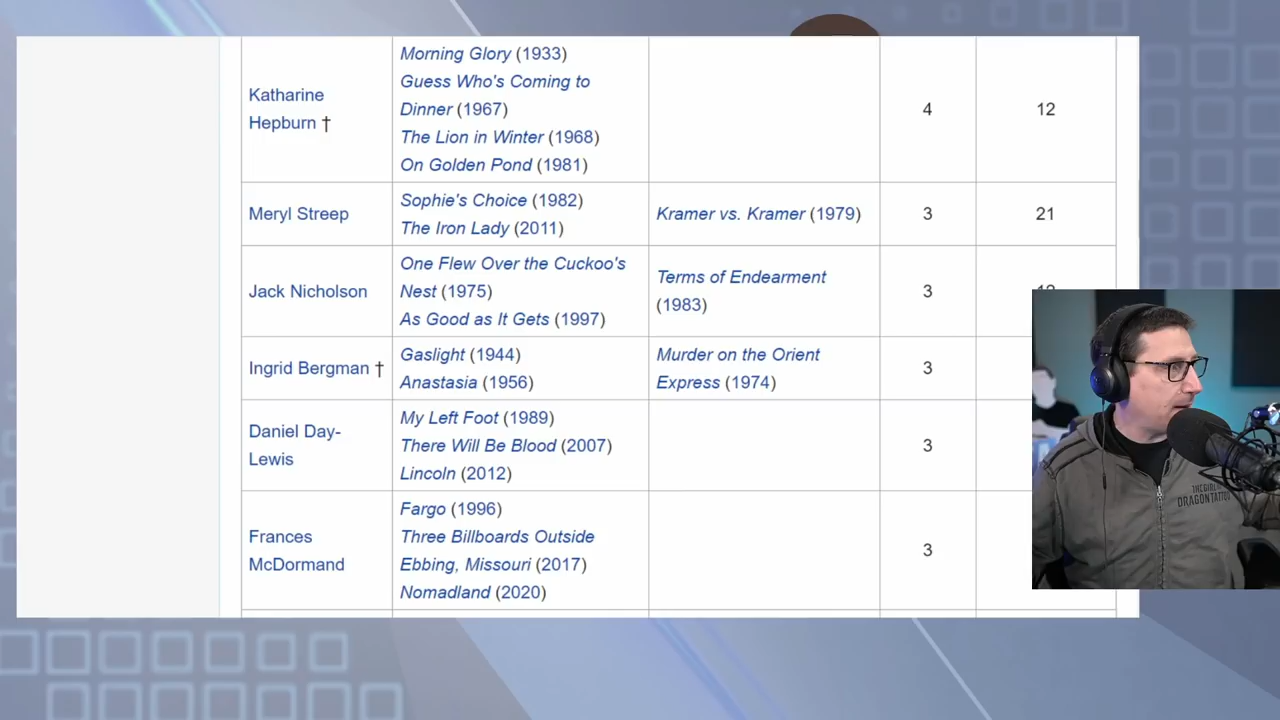 Morning Glory (1933)
Guess Who's Coming to
Dinner (1967)
The Lion in Winter (1968)
On Golden Pond (1981)
Katharine
Hepburn †
4
12
Meryl Streep
Sophie's Choice (1982)
The Iron Lady (2011)
Kramer vs. Kramer (1979)
3
21
Jack Nicholson
One Flew Over the Cuckoo's
Nest (1975)
As Good as It Gets (1997)
Terms of Endearment
(1983)
3
Ingrid Bergman †
Gaslight (1944)
Anastasia (1956)
Murder on the Orient
Express (1974)
3
Daniel Day-
Lewis
My Left Foot (1989)
There Will Be Blood (2007)
Lincoln (2012)
3
Frances
McDormand
Fargo (1996)
Three Billboards Outside
Ebbing, Missouri (2017)
Nomadland (2020)
3
DRAGON TATTOO